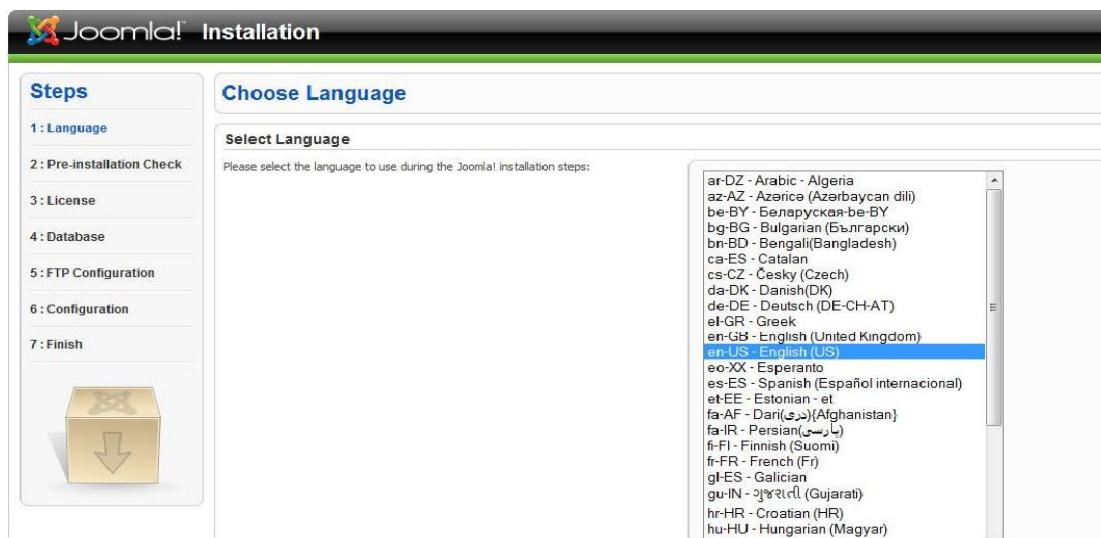 Joomla! Installation
Steps
1 : Language
2 : Pre-installation Check
3 : License
4 : Database
5 : FTP Configuration
6 : Configuration
7 : Finish
Choose Language
Select Language
Please select the language to use during the Joomla! installation steps:
ar-DZ - Arabic - Algeria
az-AZ - Azəricə (Azərbaycan dili)
be-BY - Беларуская-be-BY
bg-BG - Bulgarian (Български)
bn-BD - Bengali(Bangladesh)
ca-ES - Catalan
cs-CZ - Česky (Czech)
da-DK - Danish(DK)
de-DE - Deutsch (DE-CH-AT)
el-GR - Greek
en-GB - English (United Kingdom)
en-US - English (US)
eo-XX - Esperanto
es-ES - Spanish (Español internacional)
et-EE - Estonian - et
fa-AF - Dari(دری){Afghanistan}
fa-IR - Persian(پارسی)
fi-FI - Finnish (Suomi)
fr-FR - French (Fr)
gl-ES - Galician
gu-IN - ગુજરાતી (Gujarati)
hr-HR - Croatian (HR)
hu-HU - Hungarian (Magyar)